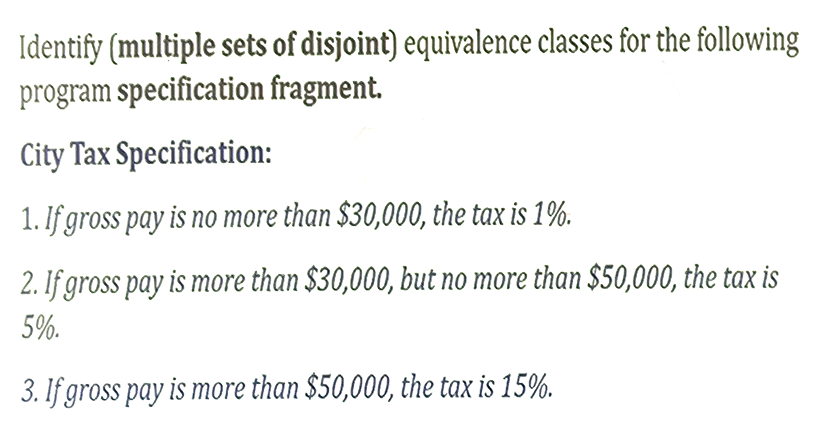 Identify (multiple sets of disjoint) equivalence classes for the following
program specification fragment.
City Tax Specification:
1. If gross pay is no more than $30,000, the tax is 1%.
2. If gross pay is more than $30,000, but no more than $50,000, the tax is
5%.
3. If gross pay is more than $50,000, the tax is 15%.